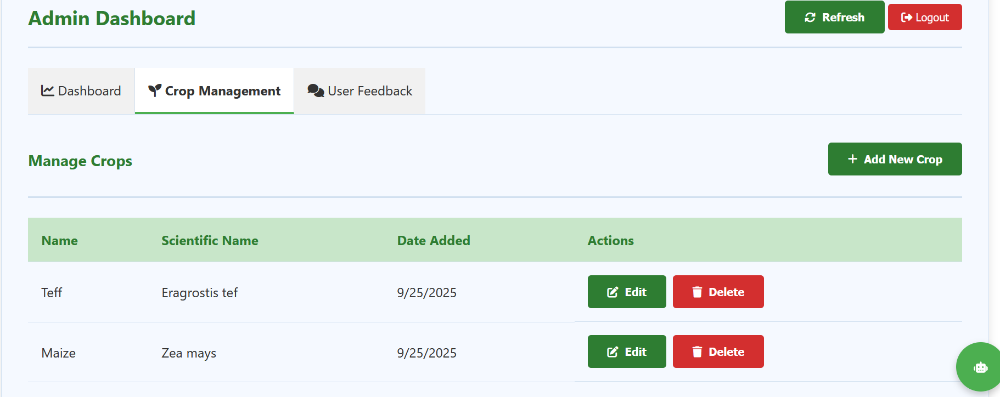 Admin Dashboard
Refresh
Logout
Dashboard
Crop Management
User Feedback
Manage Crops
+ Add New Crop
Name Scientific Name Date Added Actions
Teff Eragrostis tef 9/25/2025 Edit Delete
Maize Zea mays 9/25/2025 Edit Delete